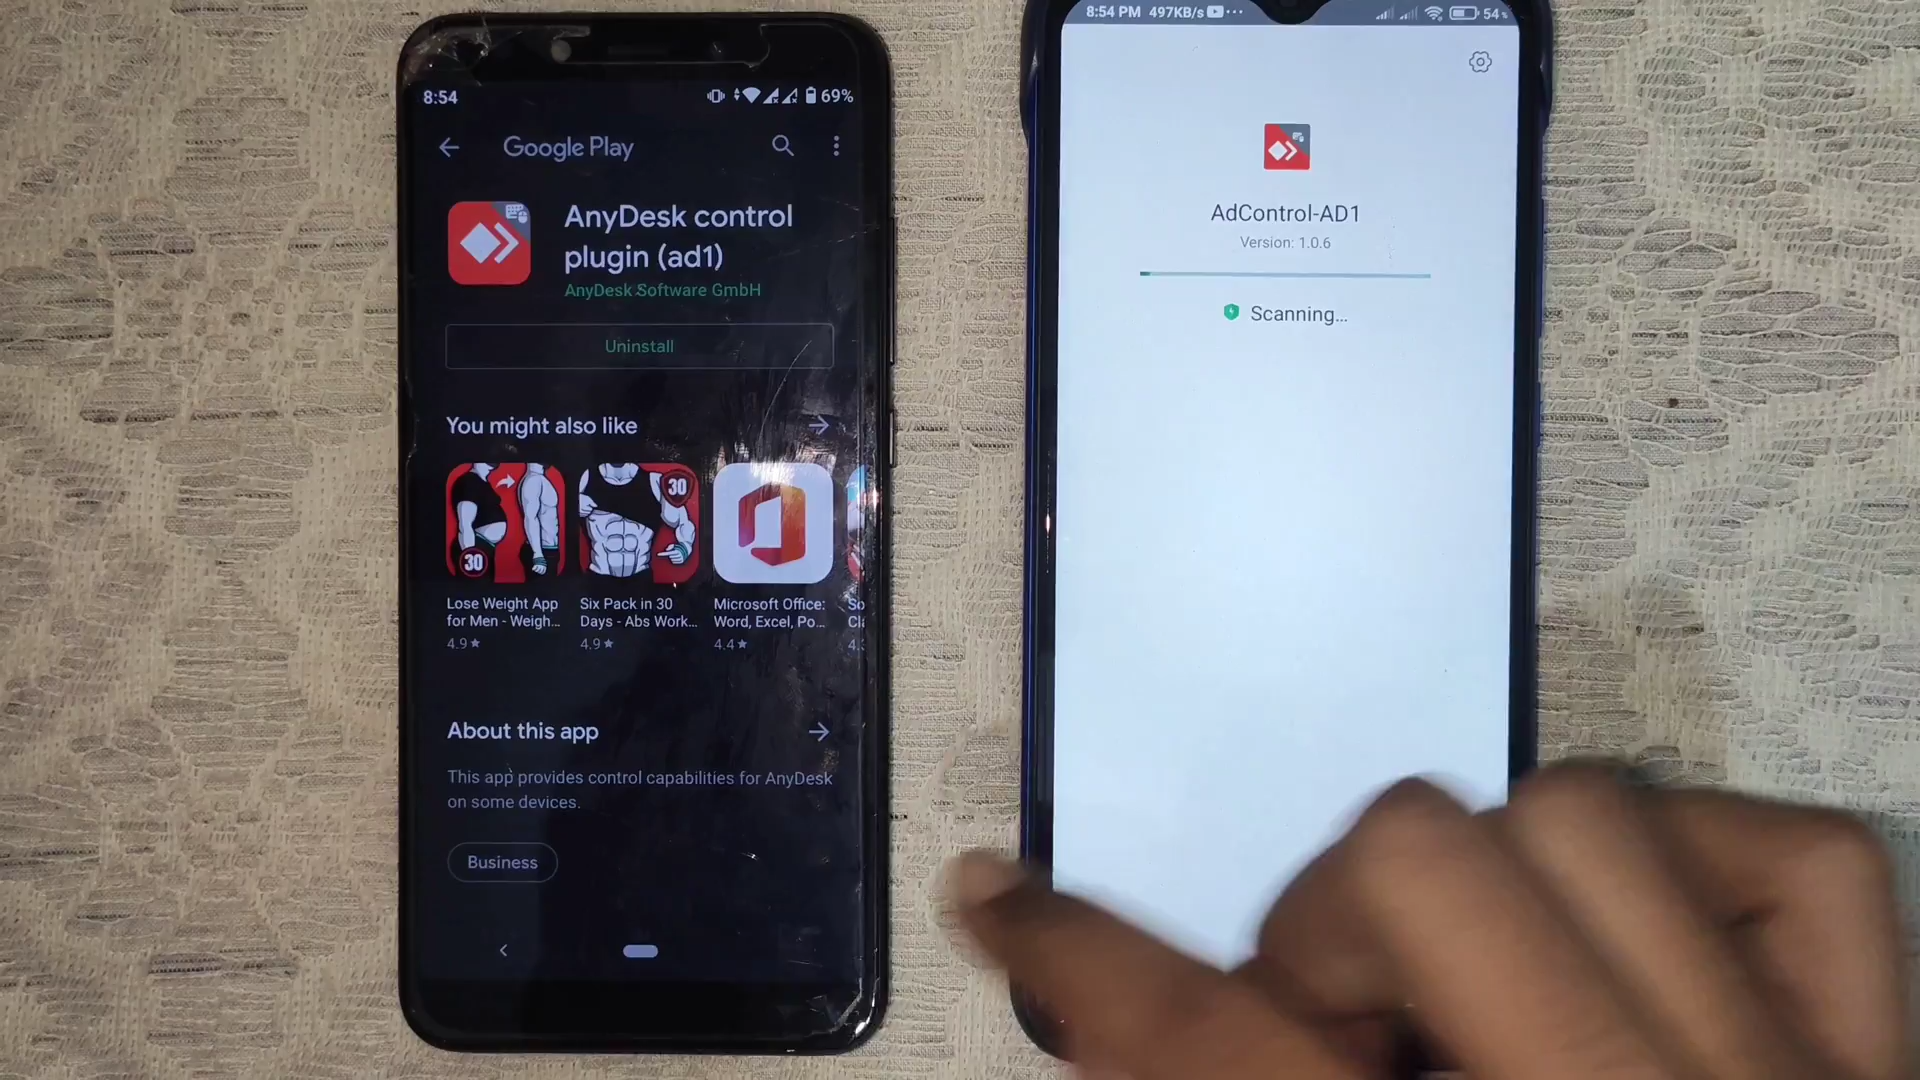 8:54
69%
Google Play
AnyDesk control
plugin (ad1)
AnyDesk Software GmbH
Uninstall
You might also like
30
30
Lose Weight App
for Men - Weigh...
4.9★
Six Pack in 30
Days - Abs Work...
4.9★
Microsoft Office:
Word, Excel, Po...
4.4★
About this app
This app provides control capabilities for AnyDesk
on some devices.
Business
8:54 PM 497KB/s
54%
AdControl-AD1
Version: 1.0.6
Scanning...